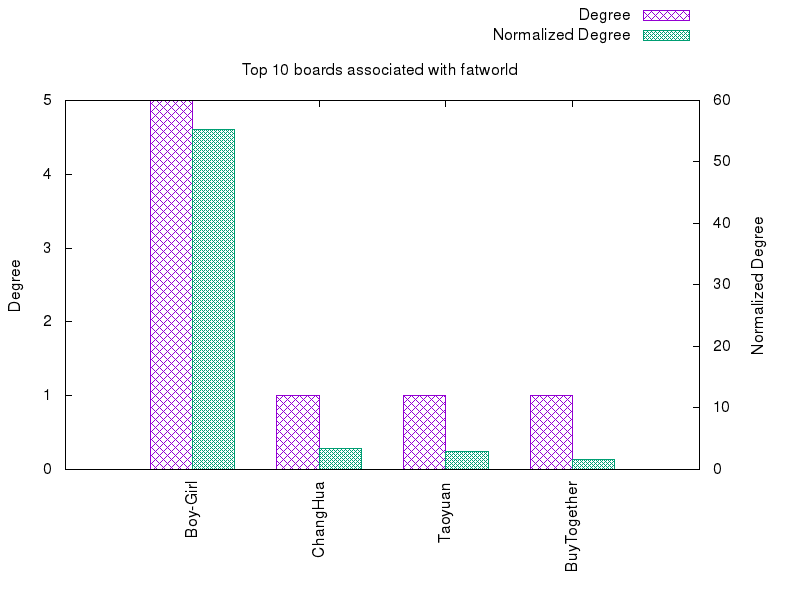 Degree
Normalized Degree
Top 10 boards associated with fatworld
5
4
3
2
1
0
Degree
60
50
40
30
20
10
0
Normalized Degree
Boy-Girl
ChangHua
Taoyuan
BuyTogether